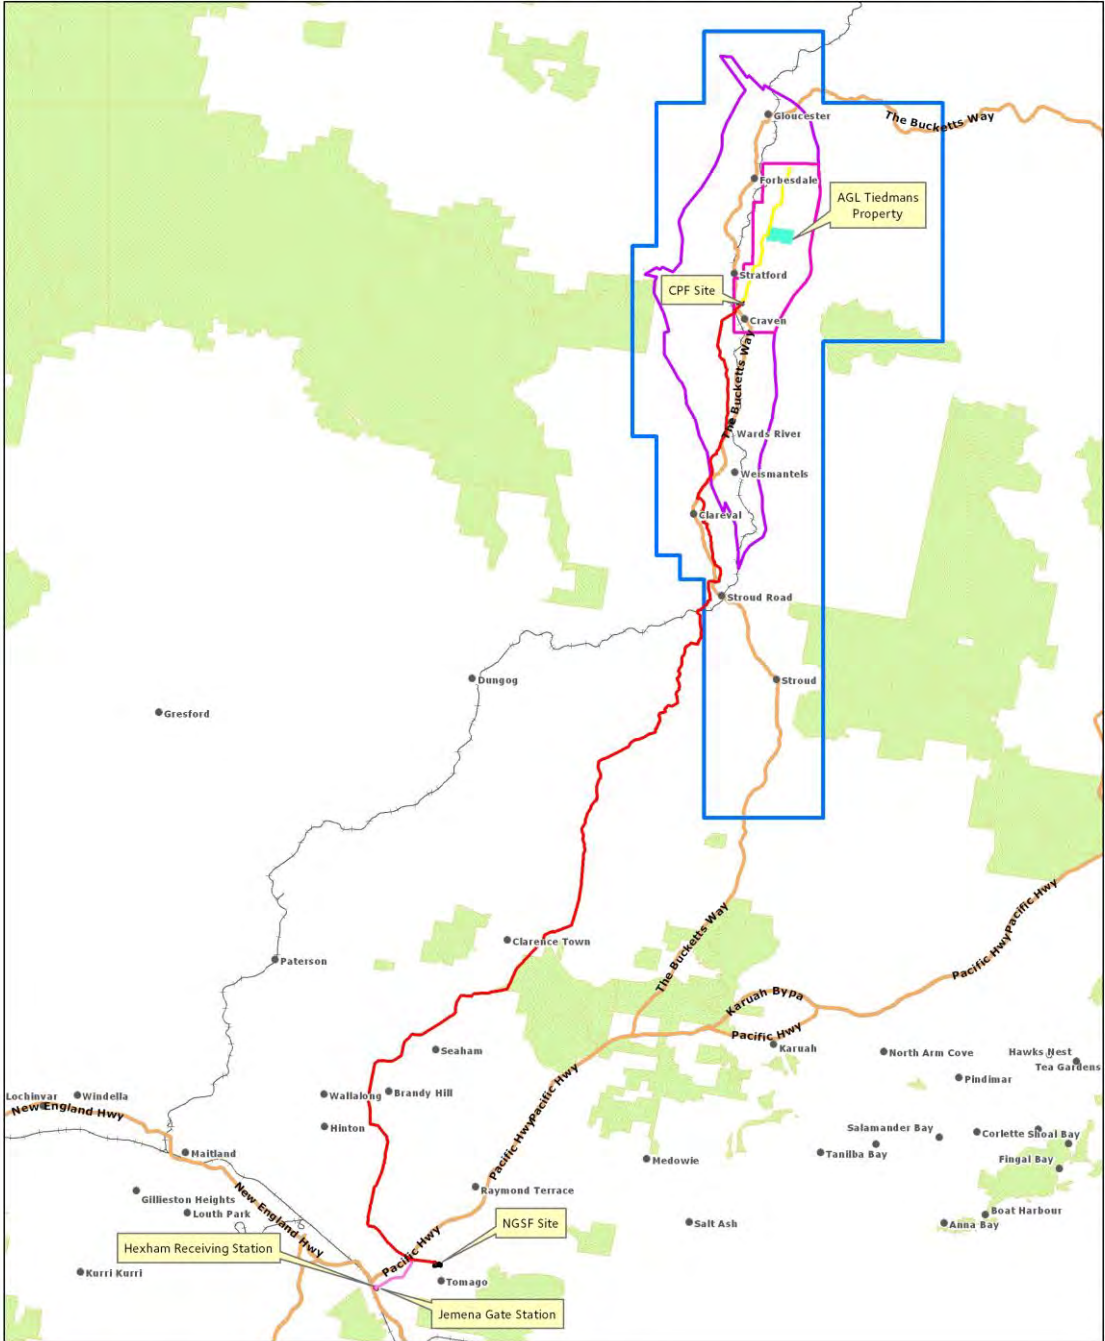 Gloucester
The Bucketts Way
Forbesdale
AGL Tiedmans
Property
Stratford
CPF Site
Craven
The Bucketts Way
Wards River
Weismantels
Clareval
Stroud Road
Dungog
Stroud
Gresford
The Bucketts Way
Pacific Hwy
Pacific Hwy
Clarence Town
Paterson
Karuah Bypa
Pacific Hwy
Karuah
Seaham
North Arm Cove
Hawks Nest
Tea Gardens
Pindimar
Lochinvar
Windella
New England Hwy
Wallalong
Brandy Hill
Pacific Hwy
Pacific Hwy
Hinton
Salamander Bay
Corlette
Shoal Bay
Maitland
Medowie
Tanilba Bay
Fingal Bay
Gillieston Heights
Raymond Terrace
Louth Park
New England Hwy
NGSF Site
Salt Ash
Boat Harbour
Anna Bay
Hexham Receiving Station
Pacific Hwy
Kurri Kurri
Tomago
Jemena Gate Station